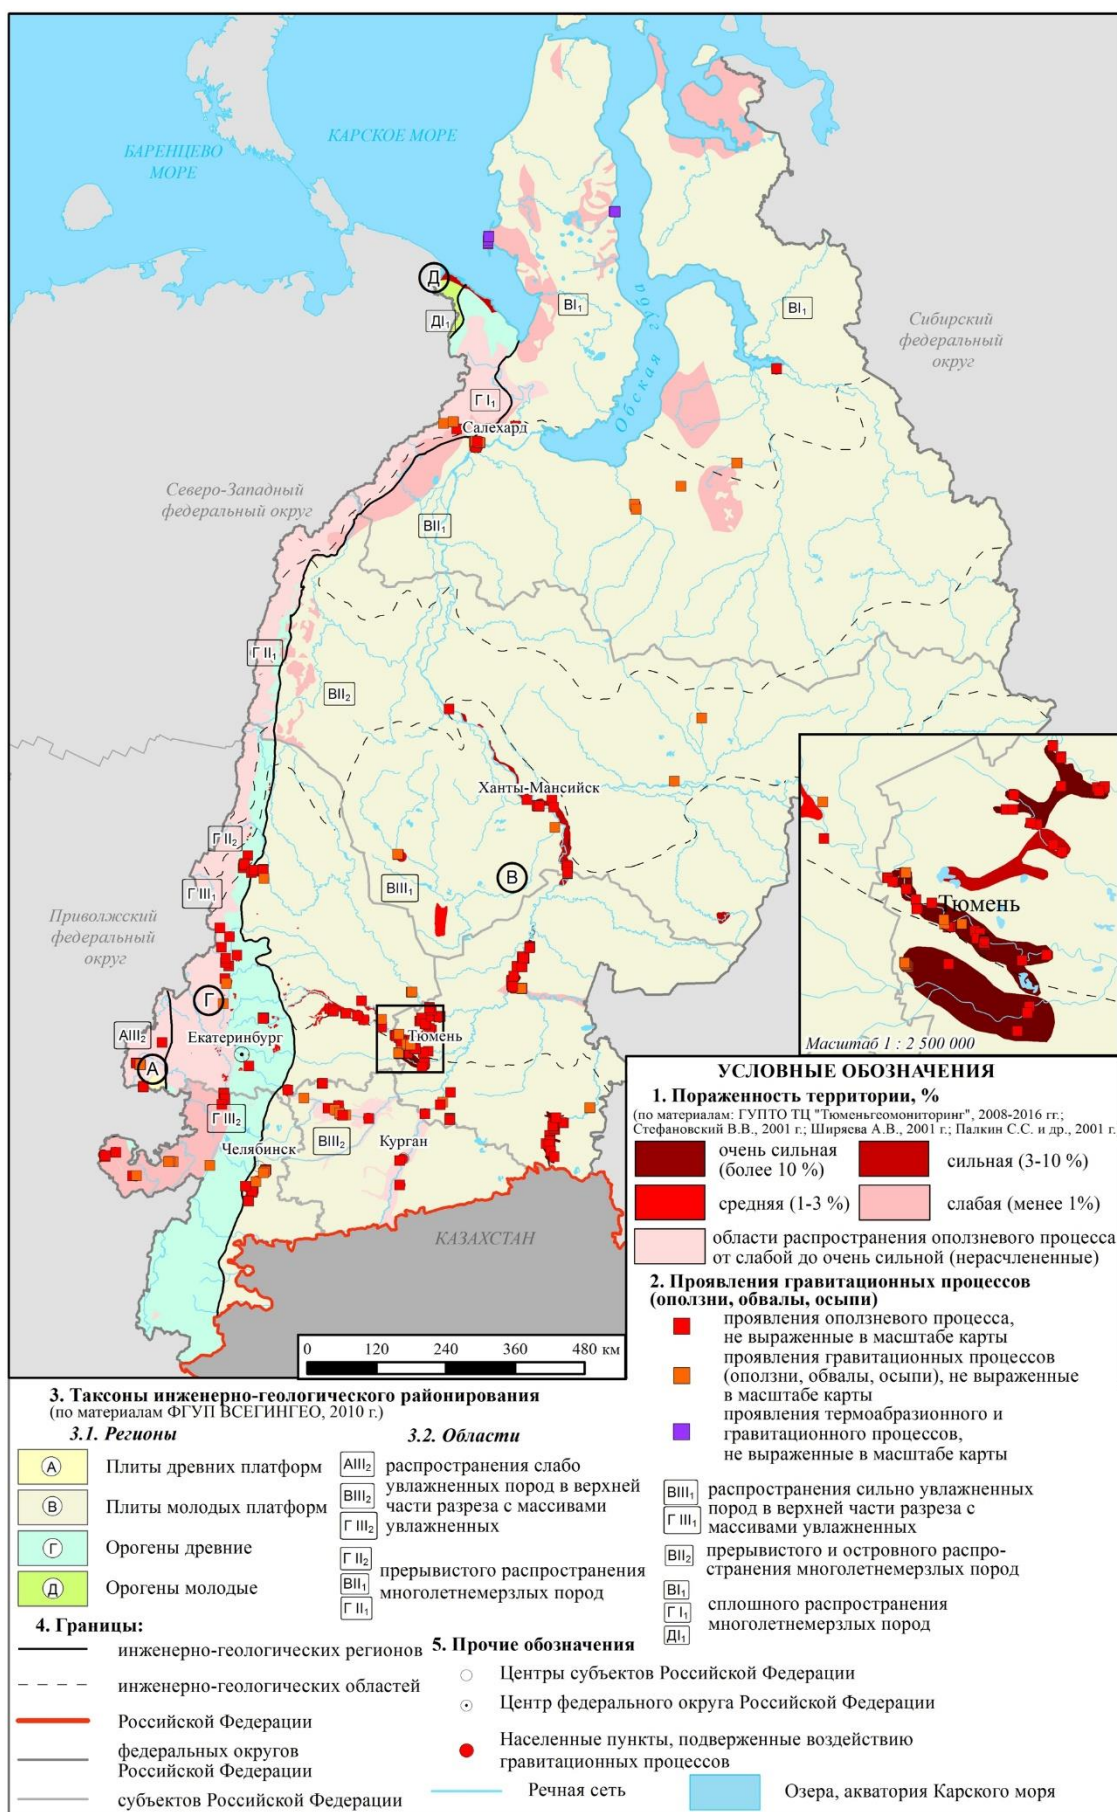 КАРСКОЕ МОРЕ
БАРЕНЦЕВО
МОРЕ
Д
ДI₁
ВI₁
ВI₁
Обская губа
Сибирский
федеральный
округ
Г I₁
Салехард
Северо-Западный
федеральный округ
ВII₁
Г II₁
ВII₂
Ханты-Мансийск
Г II₂
Г III₁
ВIII₁
В
Приволжский
федеральный
округ
Г
АIII₂
Екатеринбург
А
Тюмень
Тюмень
Масштаб 1 : 2 500 000
Г III₂
Челябинск
ВIII₂
Курган
КАЗАХСТАН
0 120 240 360 480 км
УСЛОВНЫЕ ОБОЗНАЧЕНИЯ
1. Пораженность территории, %
(по материалам: ГУПТО ТЦ "Тюменьгеомониторинг", 2008-2016 гг.;
Стефановский В.В., 2001 г.; Ширяева А.В., 2001 г.; Палкин С.С. и др., 2001 г.
очень сильная
(более 10 %)
сильная (3-10 %)
средняя (1-3 %)
слабая (менее 1%)
области распространения оползневого процесса
от слабой до очень сильной (нерасчлененные)
2. Проявления гравитационных процессов
(оползни, обвалы, осыпи)
проявления оползневого процесса,
не выраженные в масштабе карты
проявления гравитационных процессов
(оползни, обвалы, осыпи), не выраженные
в масштабе карты
проявления термоабразионного и
гравитационного процессов,
не выраженные в масштабе карты
3. Таксоны инженерно-геологического районирования
(по материалам ФГУП ВСЕГИНГЕО, 2010 г.)
3.1. Регионы
А Плиты древних платформ
В Плиты молодых платформ
Г Орогены древние
Д Орогены молодые
3.2. Области
АIII₂
ВIII₂
Г III₂
распространения слабо
увлажненных пород в верхней
части разреза с массивами
увлажненных
Г II₂
ВII₁
Г II₁
прерывистого распространения
многолетнемерзлых пород
ВIII₁
Г III₁
распространения сильно увлажненных
пород в верхней части разреза с
массивами увлажненных
ВII₂
прерывистого и островного распро-
странения многолетнемерзлых пород
ВI₁
Г I₁
ДI₁
сплошного распространения
многолетнемерзлых пород
4. Границы:
инженерно-геологических регионов
инженерно-геологических областей
Российской Федерации
федеральных округов
Российской Федерации
субъектов Российской Федерации
5. Прочие обозначения
Центры субъектов Российской Федерации
Центр федерального округа Российской Федерации
Населенные пункты, подверженные воздействию
гравитационных процессов
Речная сеть
Озера, акватория Карского моря